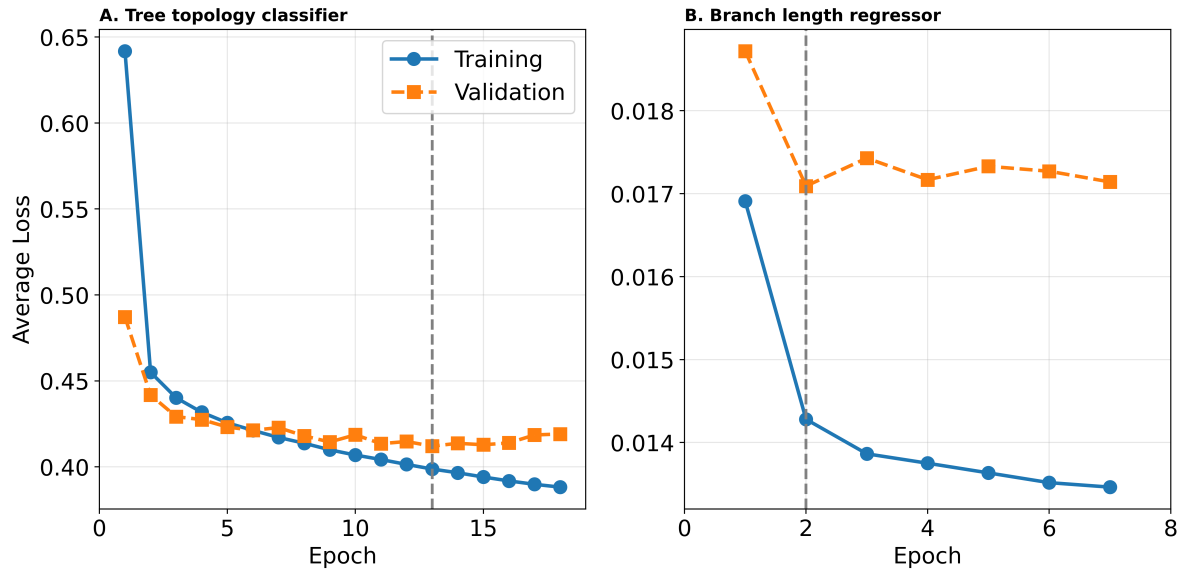 A. Tree topology classifier
B. Branch length regressor
Training
Validation
Average Loss
0.65
0.60
0.55
0.50
0.45
0.40
0
5
10
15
Epoch
0.018
0.017
0.016
0.015
0.014
0
2
4
6
8
Epoch